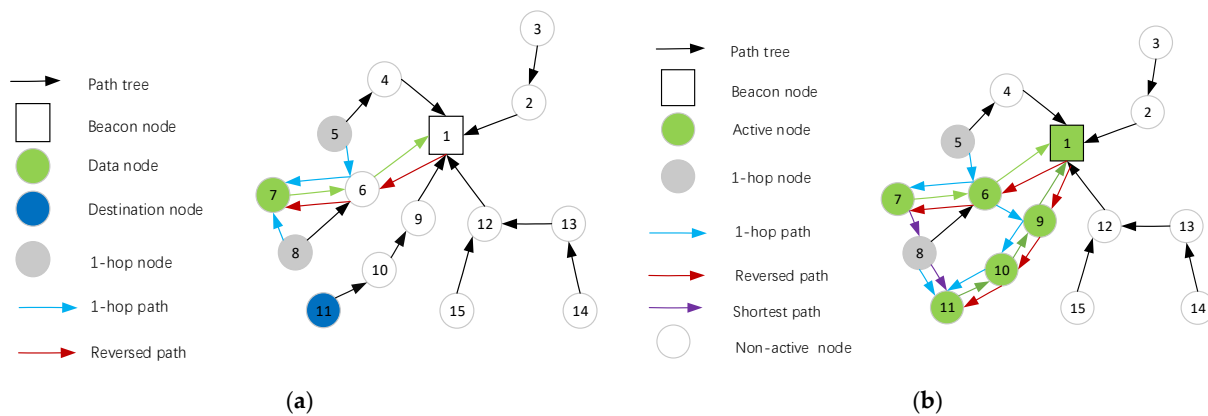 Path tree
Beacon node
Data node
Destination node
1-hop node
1-hop path
Reversed path
3
4
2
5
1
7
6
9
12
13
8
10
11
15
14
(a)
Path tree
Beacon node
Active node
1-hop node
1-hop path
Reversed path
Shortest path
Non-active node
3
4
2
5
1
7
6
9
12
13
8
10
11
15
14
(b)